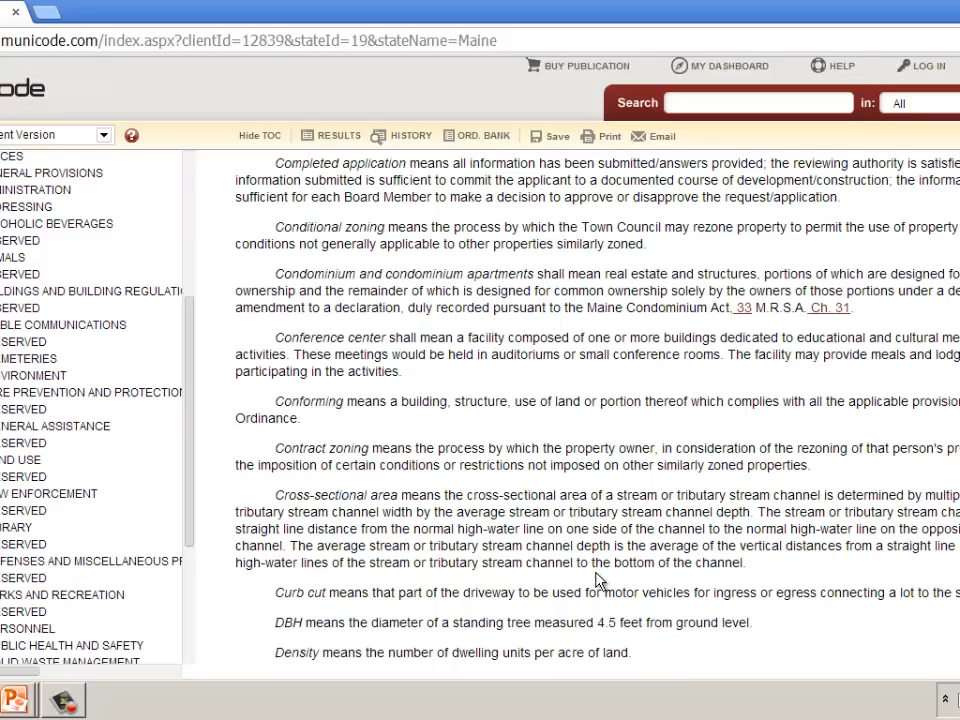 municode.com/index.aspx?clientId=12839&stateId=19&stateName=Maine
BUY PUBLICATION MY DASHBOARD HELP LOG IN
ode
Search in: All
ent Version Hide TOC RESULTS HISTORY ORD. BANK Save Print Email
CES
NERAL PROVISIONS
MINISTRATION
DRESSING
OHOLIC BEVERAGES
SERVED
MALS
SERVED
LDINGS AND BUILDING REGULATI
SERVED
BLE COMMUNICATIONS
SERVED
METERIES
VIRONMENT
RE PREVENTION AND PROTECTION
SERVED
NERAL ASSISTANCE
SERVED
ND USE
SERVED
W ENFORCEMENT
SERVED
BRARY
SERVED
FENSES AND MISCELLANEOUS PR
SERVED
RKS AND RECREATION
SERVED
RSONNEL
BLIC HEALTH AND SAFETY
LID WASTE MANAGEMENT
Completed application means all information has been submitted/answers provided; the reviewing authority is satisfie
information submitted is sufficient to commit the applicant to a documented course of development/construction; the informa
sufficient for each Board Member to make a decision to approve or disapprove the request/application.
Conditional zoning means the process by which the Town Council may rezone property to permit the use of property
conditions not generally applicable to other properties similarly zoned.
Condominium and condominium apartments shall mean real estate and structures, portions of which are designed fo
ownership and the remainder of which is designed for common ownership solely by the owners of those portions under a de
amendment to a declaration, duly recorded pursuant to the Maine Condominium Act, 33 M.R.S.A. Ch. 31.
Conference center shall mean a facility composed of one or more buildings dedicated to educational and cultural me
activities. These meetings would be held in auditoriums or small conference rooms. The facility may provide meals and lodg
participating in the activities.
Conforming means a building, structure, use of land or portion thereof which complies with all the applicable provision
Ordinance.
Contract zoning means the process by which the property owner, in consideration of the rezoning of that person's pr
the imposition of certain conditions or restrictions not imposed on other similarly zoned properties.
Cross-sectional area means the cross-sectional area of a stream or tributary stream channel is determined by multip
tributary stream channel width by the average stream or tributary stream channel depth. The stream or tributary stream cha
straight line distance from the normal high-water line on one side of the channel to the normal high-water line on the opposi
channel. The average stream or tributary stream channel depth is the average of the vertical distances from a straight line
high-water lines of the stream or tributary stream channel to the bottom of the channel.
Curb cut means that part of the driveway to be used for motor vehicles for ingress or egress connecting a lot to the s
DBH means the diameter of a standing tree measured 4.5 feet from ground level.
Density means the number of dwelling units per acre of land.